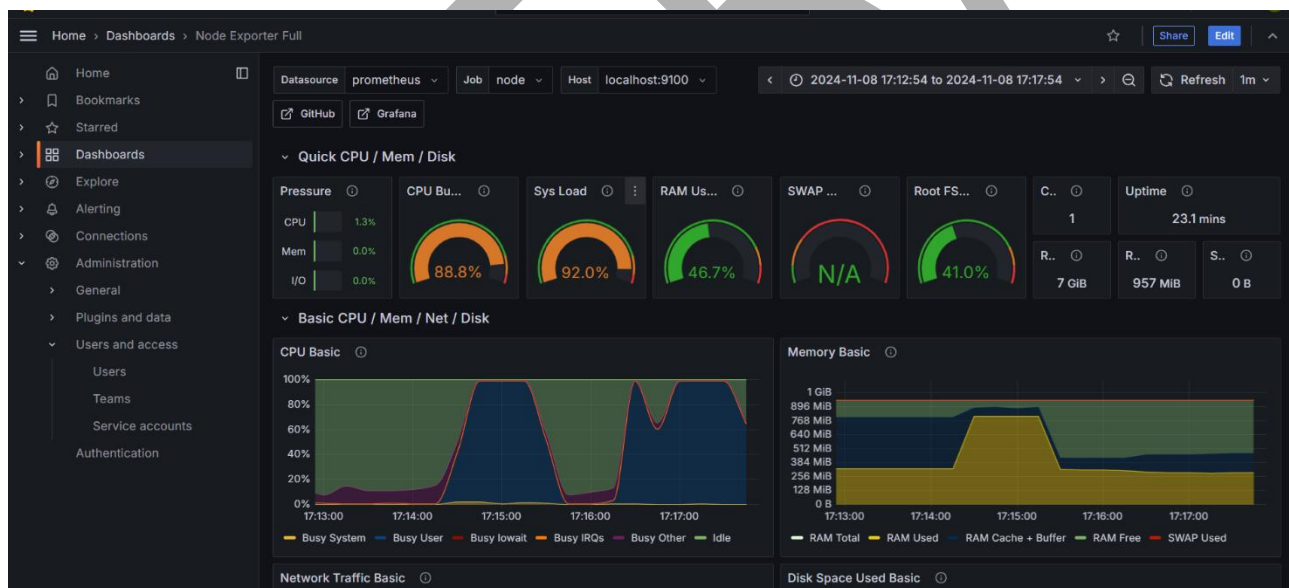 Home › Dashboards › Node Exporter Full
Share
Edit
Home
Bookmarks
Starred
Dashboards
Explore
Alerting
Connections
Administration
General
Plugins and data
Users and access
Users
Teams
Service accounts
Authentication
Datasource prometheus Job node Host localhost:9100
2024-11-08 17:12:54 to 2024-11-08 17:17:54
Refresh 1m
GitHub Grafana
Quick CPU / Mem / Disk
Pressure
CPU 1.3%
Mem 0.0%
I/O 0.0%
CPU Bu...
88.8%
Sys Load
92.0%
RAM Us...
46.7%
SWAP ...
N/A
Root FS...
41.0%
C..
1
Uptime
23.1 mins
R..
7 GiB
R..
957 MiB
S..
0 B
Basic CPU / Mem / Net / Disk
CPU Basic
100%
80%
60%
40%
20%
0%
17:13:00 17:14:00 17:15:00 17:16:00 17:17:00
Busy System Busy User Busy Iowait Busy IRQs Busy Other Idle
Memory Basic
1 GiB
896 MiB
768 MiB
640 MiB
512 MiB
384 MiB
256 MiB
128 MiB
0 B
17:13:00 17:14:00 17:15:00 17:16:00 17:17:00
RAM Total RAM Used RAM Cache + Buffer RAM Free SWAP Used
Network Traffic Basic
Disk Space Used Basic